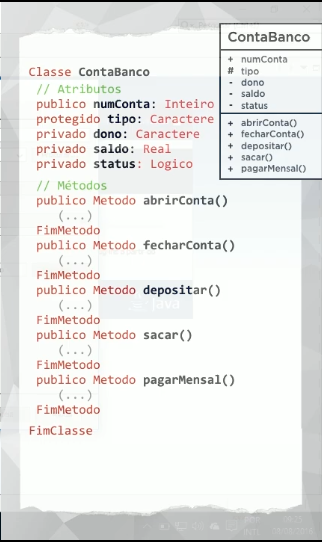 ContaBanco
+ numConta
# tipo
- dono
- saldo
- status
+ abrirConta()
+ fecharConta()
+ depositar()
+ sacar()
+ pagarMensal()
Classe ContaBanco
// Atributos
publico numConta: Inteiro
protegido tipo: Caractere
privado dono: Caractere
privado saldo: Real
privado status: Logico
// Métodos
publico Metodo abrirConta()
(...)
FimMetodo
publico Metodo fecharConta()
(...)
FimMetodo
publico Metodo depositar()
(...)
FimMetodo
publico Metodo sacar()
(...)
FimMetodo
publico Metodo pagarMensal()
(...)
FimMetodo
FimClasse